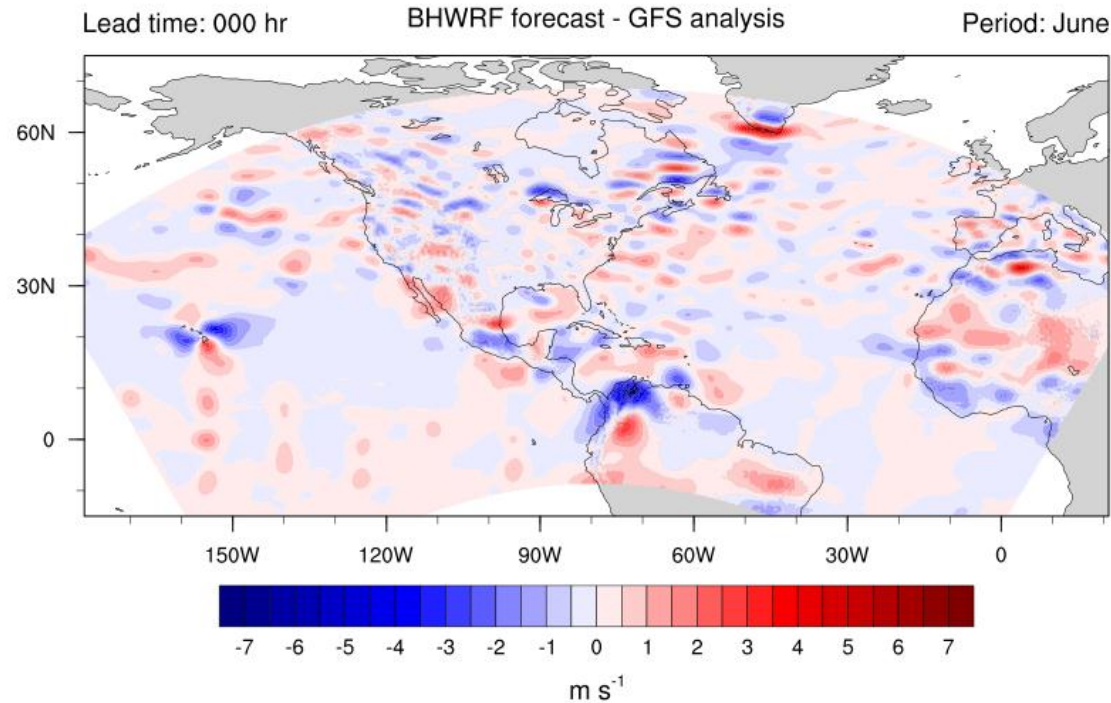 Lead time: 000 hr BHWRF forecast - GFS analysis Period: June
60N
30N
0
150W 120W 90W 60W 30W 0
-7 -6 -5 -4 -3 -2 -1 0 1 2 3 4 5 6 7
m s⁻¹